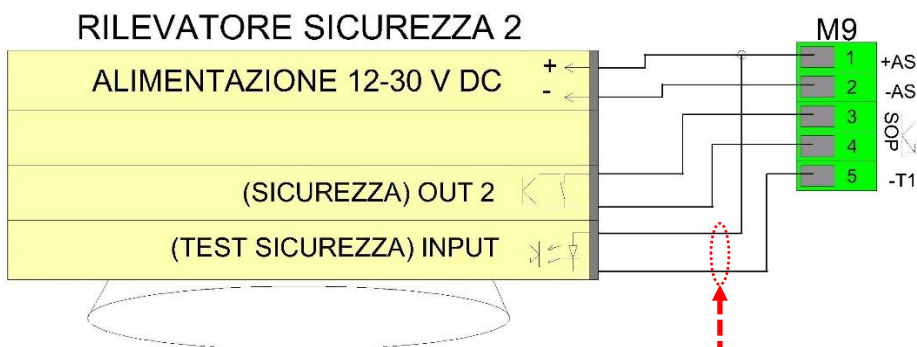 RILEVATORE SICUREZZA 2
M9
ALIMENTAZIONE 12-30 V DC
+
-
1
+AS
2
-AS
3
SOP
4
(SICUREZZA) OUT 2
5
-T1
(TEST SICUREZZA) INPUT